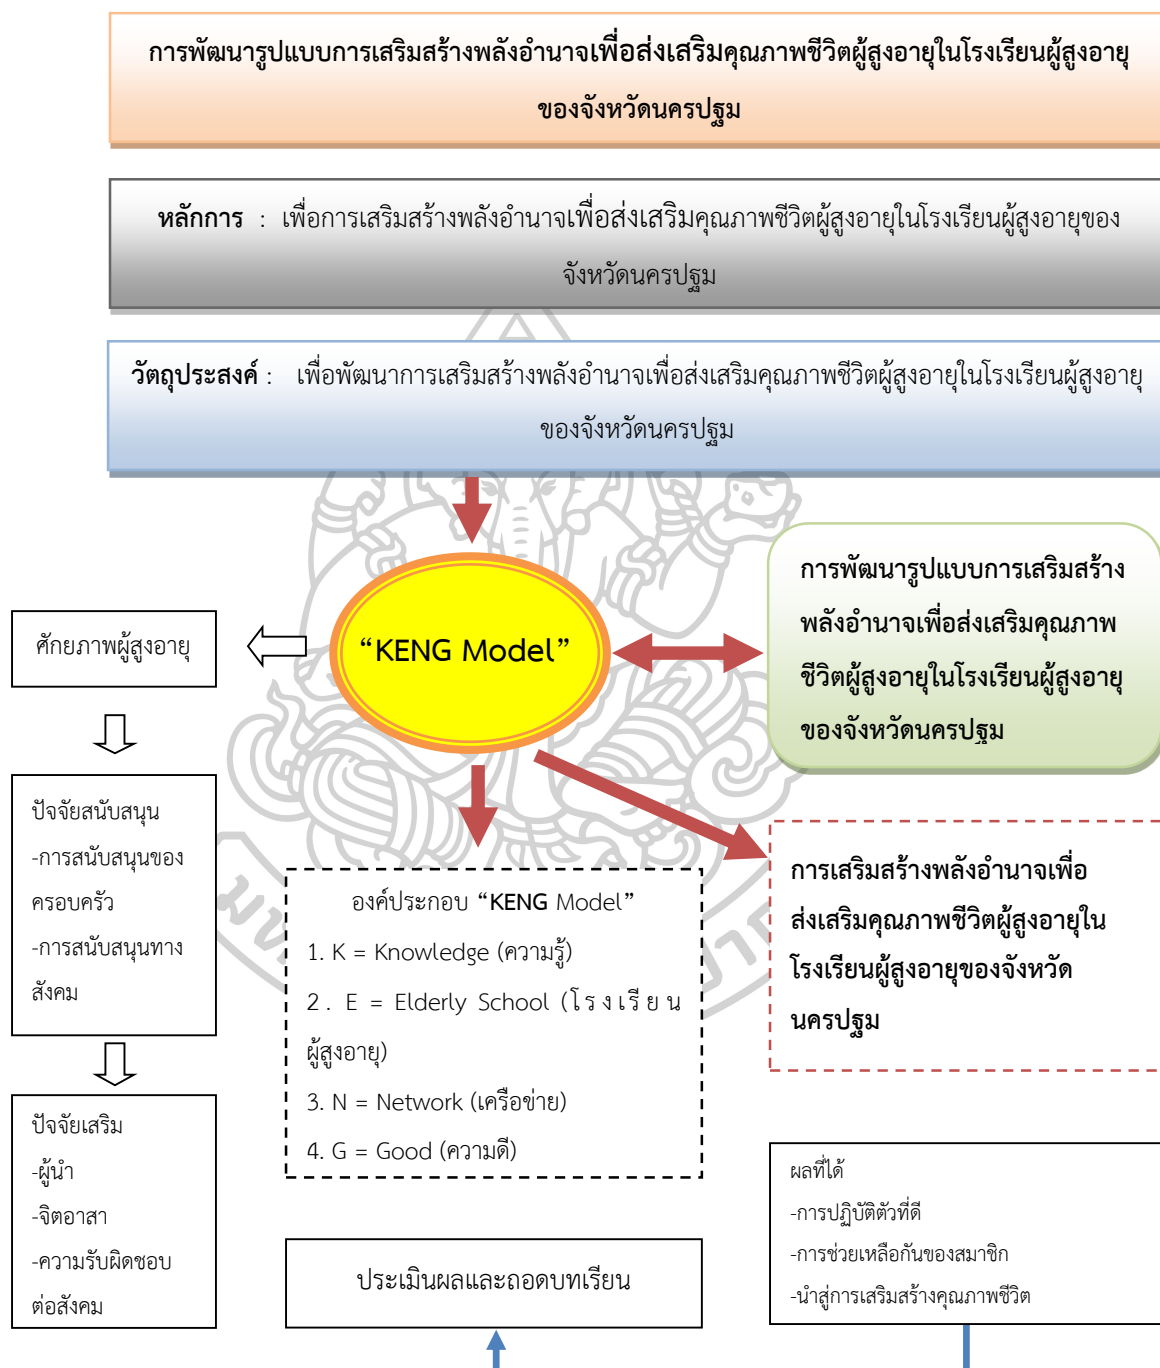 การพัฒนารูปแบบการเสริมสร้างพลังอำนาจเพื่อส่งเสริมคุณภาพชีวิตผู้สูงอายุในโรงเรียนผู้สูงอายุ
ของจังหวัดนครปฐม
หลักการ : เพื่อการเสริมสร้างพลังอำนาจเพื่อส่งเสริมคุณภาพชีวิตผู้สูงอายุในโรงเรียนผู้สูงอายุของ
จังหวัดนครปฐม
วัตถุประสงค์ : เพื่อพัฒนาการเสริมสร้างพลังอำนาจเพื่อส่งเสริมคุณภาพชีวิตผู้สูงอายุในโรงเรียนผู้สูงอายุ
ของจังหวัดนครปฐม
“KENG Model”
การพัฒนารูปแบบการเสริมสร้าง
พลังอำนาจเพื่อส่งเสริมคุณภาพ
ชีวิตผู้สูงอายุในโรงเรียนผู้สูงอายุ
ของจังหวัดนครปฐม
ศักยภาพผู้สูงอายุ
ปัจจัยสนับสนุน
-การสนับสนุนของ
ครอบครัว
-การสนับสนุนทาง
สังคม
ปัจจัยเสริม
-ผู้นำ
-จิตอาสา
-ความรับผิดชอบ
ต่อสังคม
องค์ประกอบ “KENG Model”
1. K = Knowledge (ความรู้)
2. E = Elderly School (โรงเรียน
ผู้สูงอายุ)
3. N = Network (เครือข่าย)
4. G = Good (ความดี)
ประเมินผลและถอดบทเรียน
การเสริมสร้างพลังอำนาจเพื่อ
ส่งเสริมคุณภาพชีวิตผู้สูงอายุใน
โรงเรียนผู้สูงอายุของจังหวัด
นครปฐม
ผลที่ได้
-การปฏิบัติตัวที่ดี
-การช่วยเหลือกันของสมาชิก
-นำสู่การเสริมสร้างคุณภาพชีวิต